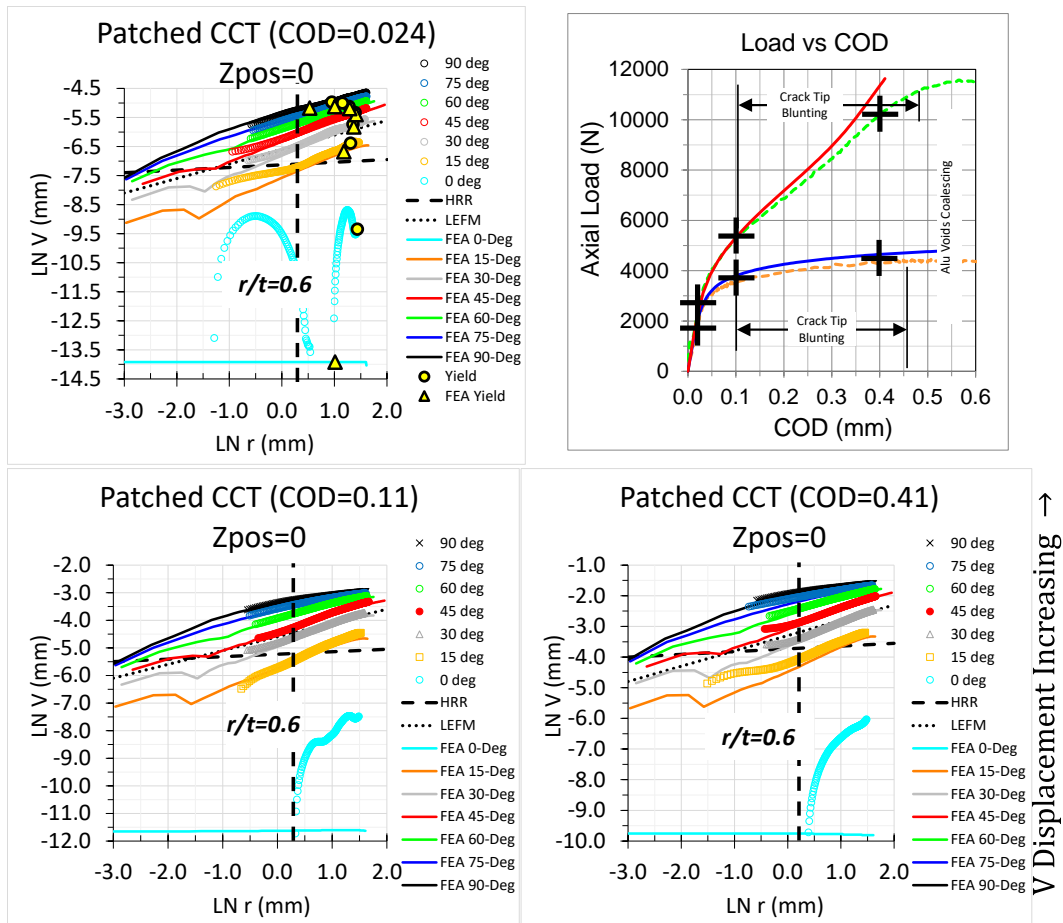 Patched CCT (COD=0.024)
Zpos=0
LN V (mm)
-4.5
-5.5
-6.5
-7.5
-8.5
-9.5
-10.5
-11.5
-12.5
-13.5
-14.5
r/t=0.6
-3.0 -2.0 -1.0 0.0 1.0 2.0
LN r (mm)
90 deg
75 deg
60 deg
45 deg
30 deg
15 deg
0 deg
HRR
LEFM
FEA 0-Deg
FEA 15-Deg
FEA 30-Deg
FEA 45-Deg
FEA 60-Deg
FEA 75-Deg
FEA 90-Deg
Yield
FEA Yield
Load vs COD
Axial Load (N)
12000
10000
8000
6000
4000
2000
0
Crack Tip
Blunting
Crack Tip
Blunting
Alu Voids Coalescing
0.0 0.1 0.2 0.3 0.4 0.5 0.6
COD (mm)
Patched CCT (COD=0.11)
Zpos=0
LN V (mm)
-2.0
-3.0
-4.0
-5.0
-6.0
-7.0
-8.0
-9.0
-10.0
-11.0
-12.0
r/t=0.6
-3.0 -2.0 -1.0 0.0 1.0 2.0
LN r (mm)
90 deg
75 deg
60 deg
45 deg
30 deg
15 deg
0 deg
HRR
LEFM
FEA 0-Deg
FEA 15-Deg
FEA 30-Deg
FEA 45-Deg
FEA 60-Deg
FEA 75-Deg
FEA 90-Deg
Patched CCT (COD=0.41)
Zpos=0
LN V (mm)
-1.0
-2.0
-3.0
-4.0
-5.0
-6.0
-7.0
-8.0
-9.0
-10.0
r/t=0.6
-3.0 -2.0 -1.0 0.0 1.0 2.0
LN r (mm)
90 deg
75 deg
60 deg
45 deg
30 deg
15 deg
0 deg
HRR
LEFM
FEA 0-Deg
FEA 15-Deg
FEA 30-Deg
FEA 45-Deg
FEA 60-Deg
FEA 75-Deg
FEA 90-Deg
V Displacement Increasing →